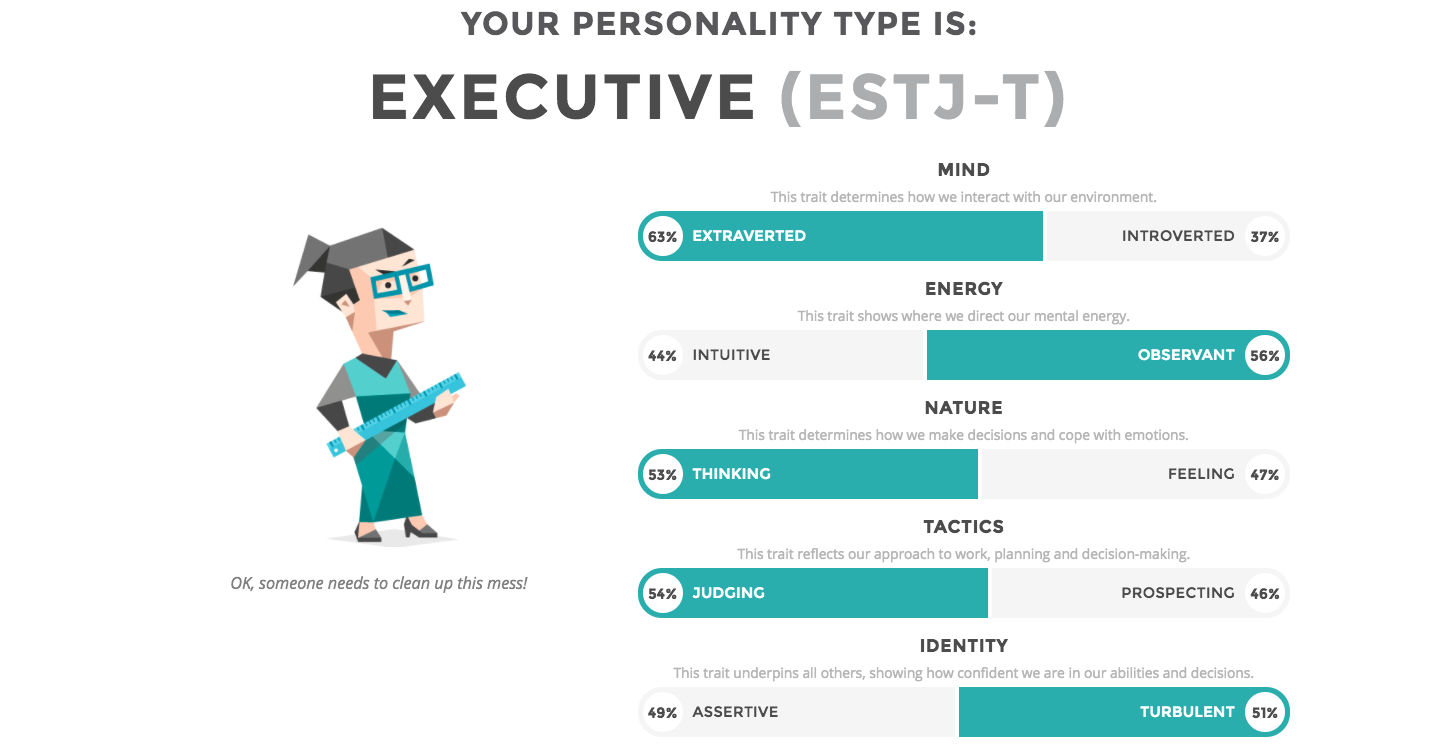 YOUR PERSONALITY TYPE IS:
EXECUTIVE (ESTJ-T)
MIND
This trait determines how we interact with our environment.
63% EXTRAVERTED INTROVERTED 37%
ENERGY
This trait shows where we direct our mental energy.
44% INTUITIVE OBSERVANT 56%
NATURE
This trait determines how we make decisions and cope with emotions.
53% THINKING FEELING 47%
TACTICS
This trait reflects our approach to work, planning and decision-making.
54% JUDGING PROSPECTING 46%
IDENTITY
This trait underpins all others, showing how confident we are in our abilities and decisions.
49% ASSERTIVE TURBULENT 51%
OK, someone needs to clean up this mess!